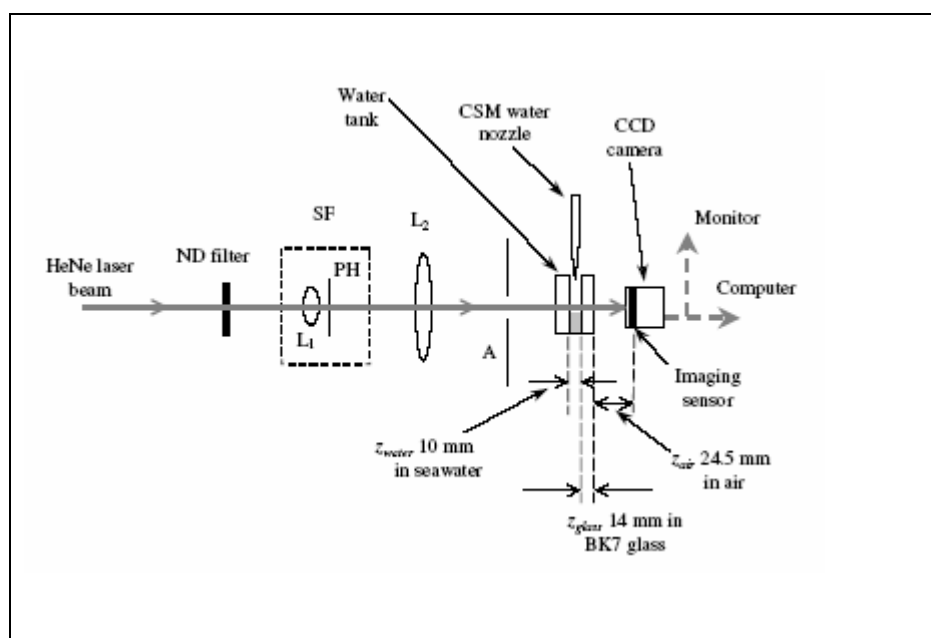 Water
tank
CSM water
nozzle
CCD
camera
SF
L2
Monitor
ND filter
PH
HeNe laser
beam
Computer
L1
A
Imaging
sensor
zwater 10 mm
in seawater
zair 24.5 mm
in air
zglass 14 mm in
BK7 glass